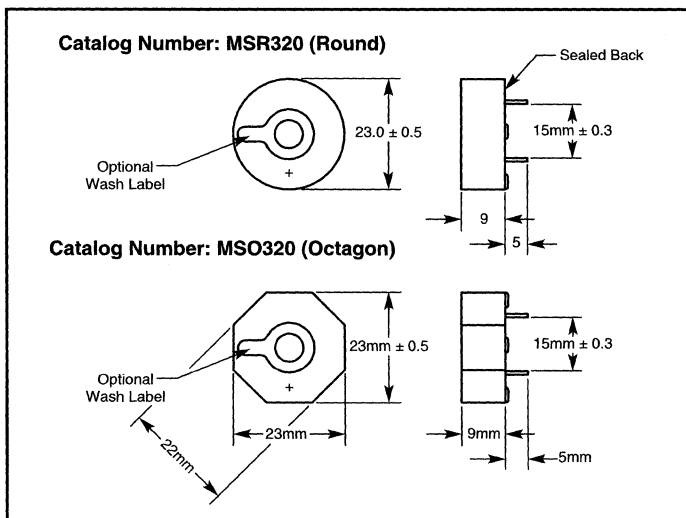 Catalog Number: MSR320 (Round)
Sealed Back
23.0 ± 0.5
15mm ± 0.3
Optional
Wash Label
+
9
5
Catalog Number: MSO320 (Octagon)
23mm ± 0.5
15mm ± 0.3
Optional
Wash Label
+
22mm
23mm
9mm
5mm